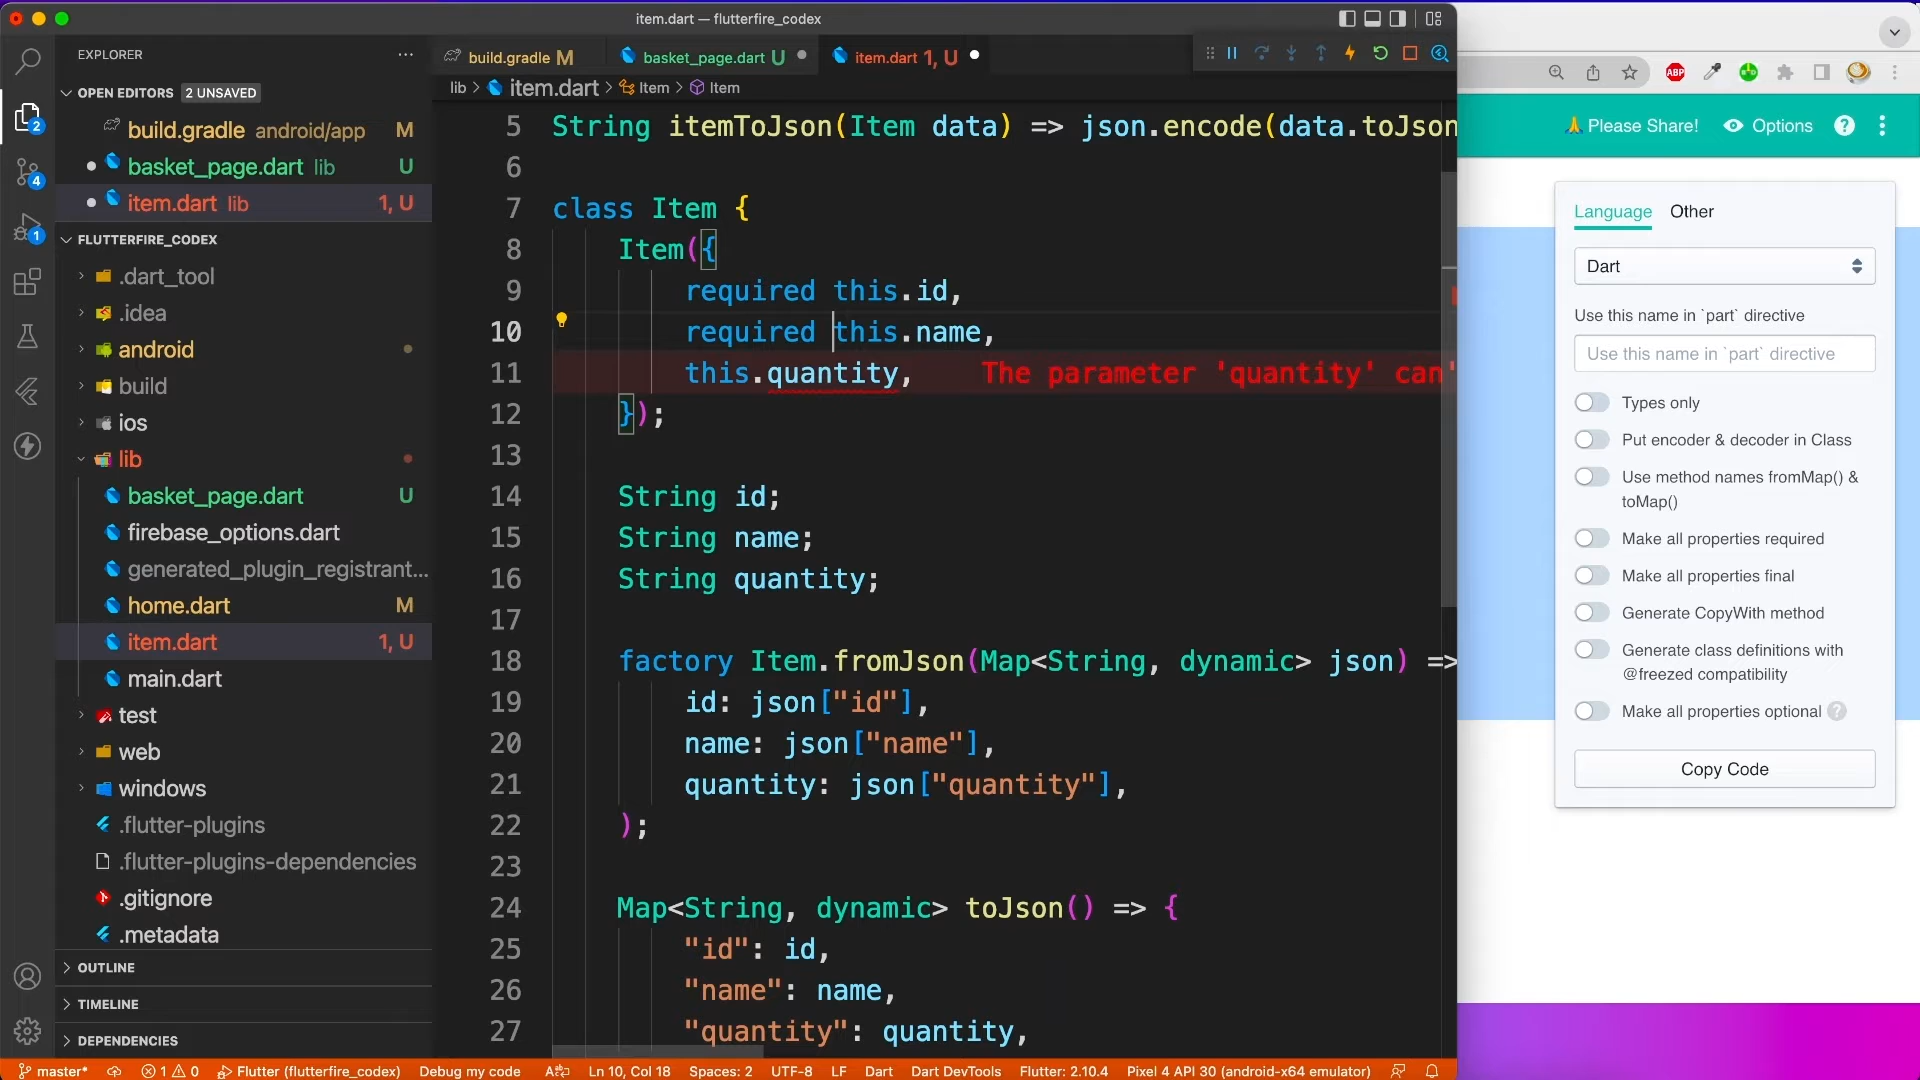 item.dart — flutterfire_codex
EXPLORER
OPEN EDITORS 2 UNSAVED
build.gradle android/app M
basket_page.dart lib U
item.dart lib 1, U
FLUTTERFIRE_CODEX
.dart_tool
.idea
android
build
ios
lib
basket_page.dart U
firebase_options.dart
generated_plugin_registrant...
home.dart M
item.dart 1, U
main.dart
test
web
windows
.flutter-plugins
.flutter-plugins-dependencies
.gitignore
.metadata
OUTLINE
TIMELINE
DEPENDENCIES
2
4
1
build.gradle M basket_page.dart U item.dart 1, U
lib > item.dart > Item > Item
5 String itemToJson(Item data) => json.encode(data.toJson
6
7 class Item {
8 Item({
9 required this.id,
10 required this.name,
11 this.quantity, The parameter 'quantity' can'
12 });
13
14 String id;
15 String name;
16 String quantity;
17
18 factory Item.fromJson(Map<String, dynamic> json) =>
19 id: json["id"],
20 name: json["name"],
21 quantity: json["quantity"],
22 );
23
24 Map<String, dynamic> toJson() => {
25 "id": id,
26 "name": name,
27 "quantity": quantity,
master* 1 0 Flutter (flutterfire_codex) Debug my code Ln 10, Col 18 Spaces: 2 UTF-8 LF Dart Dart DevTools Flutter: 2.10.4 Pixel 4 API 30 (android-x64 emulator)
ABP
Please Share! Options ?
Language Other
Dart
Use this name in `part` directive
Use this name in `part` directive
Types only
Put encoder & decoder in Class
Use method names fromMap() &
toMap()
Make all properties required
Make all properties final
Generate CopyWith method
Generate class definitions with
@freezed compatibility
Make all properties optional ?
Copy Code